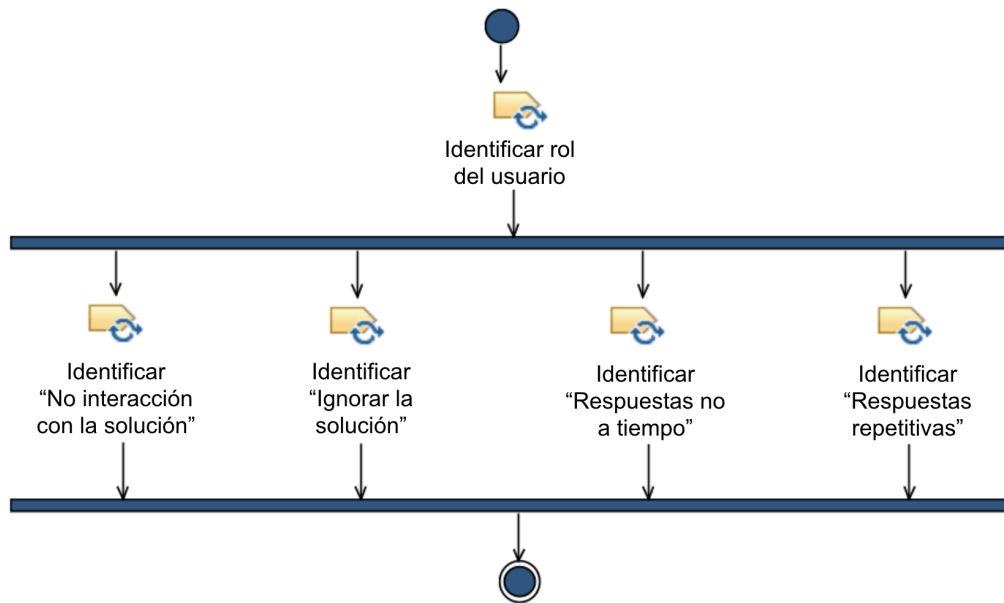 Identificar rol
del usuario
Identificar
“No interacción
con la solución”
Identificar
“Ignorar la
solución”
Identificar
“Respuestas no
a tiempo”
Identificar
“Respuestas
repetitivas”